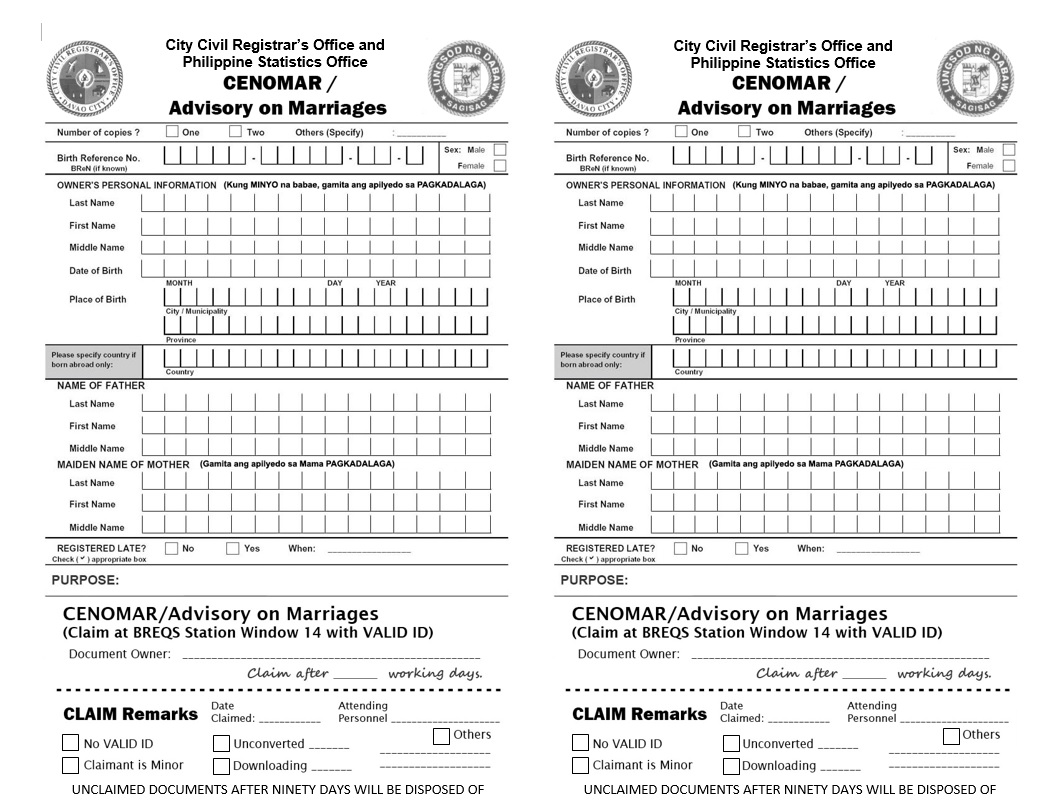 City Civil Registrar's Office and
Philippine Statistics Office
CENOMAR /
Advisory on Marriages
CITY CIVIL REGISTRAR'S OFFICE
DAVAO CITY
LUNGSOD NG DABAW
SAGISAG
Number of copies ? One Two Others (Specify) : __________
Birth Reference No. - - -
BReN (if known)
Sex: Male
Female
OWNER'S PERSONAL INFORMATION (Kung MINYO na babae, gamita ang apilyedo sa PAGKADALAGA)
Last Name
First Name
Middle Name
Date of Birth
MONTH DAY YEAR
Place of Birth
City / Municipality
Province
Please specify country if
born abroad only:
Country
NAME OF FATHER
Last Name
First Name
Middle Name
MAIDEN NAME OF MOTHER (Gamita ang apilyedo sa Mama PAGKADALAGA)
Last Name
First Name
Middle Name
REGISTERED LATE? No Yes When: ________________
Check ( ✓ ) appropriate box
PURPOSE:
CENOMAR/Advisory on Marriages
(Claim at BREQS Station Window 14 with VALID ID)
Document Owner: ________________________________________________
Claim after ______ working days.
CLAIM Remarks
Date
Claimed: ___________
Attending
Personnel ___________________
No VALID ID Unconverted _______ Others
Claimant is Minor Downloading _______
UNCLAIMED DOCUMENTS AFTER NINETY DAYS WILL BE DISPOSED OF
City Civil Registrar's Office and
Philippine Statistics Office
CENOMAR /
Advisory on Marriages
CITY CIVIL REGISTRAR'S OFFICE
DAVAO CITY
LUNGSOD NG DABAW
SAGISAG
Number of copies ? One Two Others (Specify) : __________
Birth Reference No. - - -
BReN (if known)
Sex: Male
Female
OWNER'S PERSONAL INFORMATION (Kung MINYO na babae, gamita ang apilyedo sa PAGKADALAGA)
Last Name
First Name
Middle Name
Date of Birth
MONTH DAY YEAR
Place of Birth
City / Municipality
Province
Please specify country if
born abroad only:
Country
NAME OF FATHER
Last Name
First Name
Middle Name
MAIDEN NAME OF MOTHER (Gamita ang apilyedo sa Mama PAGKADALAGA)
Last Name
First Name
Middle Name
REGISTERED LATE? No Yes When: ________________
Check ( ✓ ) appropriate box
PURPOSE:
CENOMAR/Advisory on Marriages
(Claim at BREQS Station Window 14 with VALID ID)
Document Owner: ________________________________________________
Claim after ______ working days.
CLAIM Remarks
Date
Claimed: ___________
Attending
Personnel ___________________
No VALID ID Unconverted _______ Others
Claimant is Minor Downloading _______
UNCLAIMED DOCUMENTS AFTER NINETY DAYS WILL BE DISPOSED OF